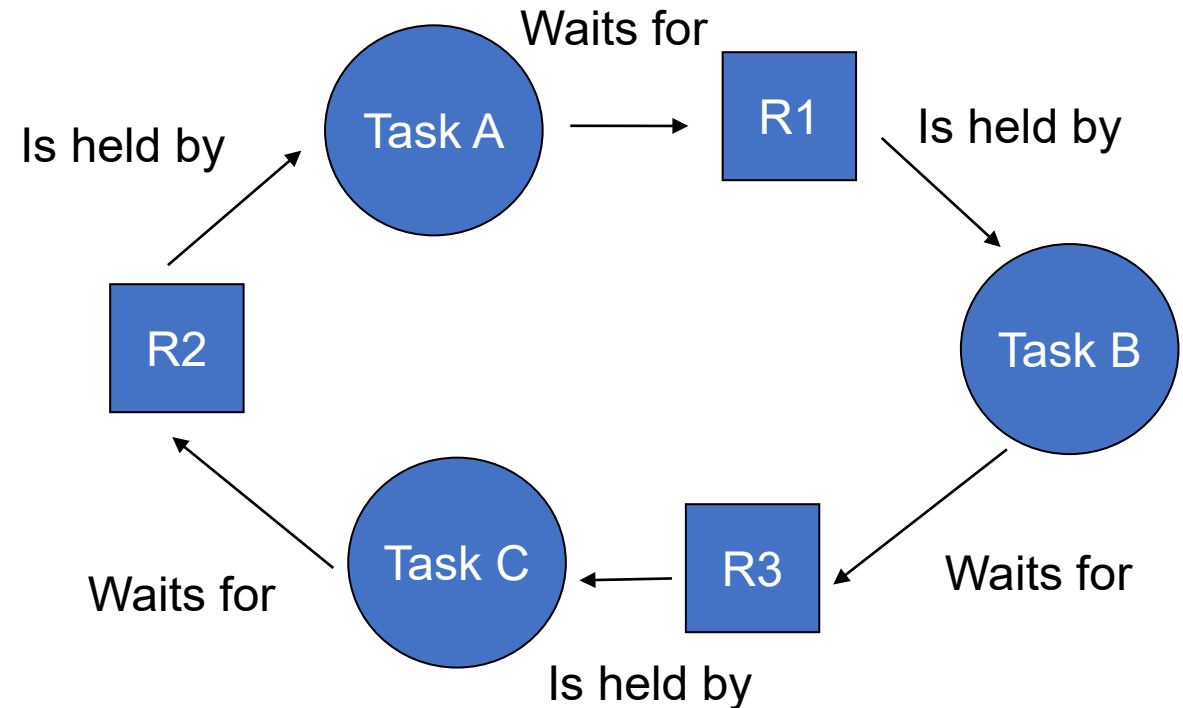 Waits for
Task A
R1
Is held by
Is held by
R2
Task B
Task C
R3
Waits for
Waits for
Is held by